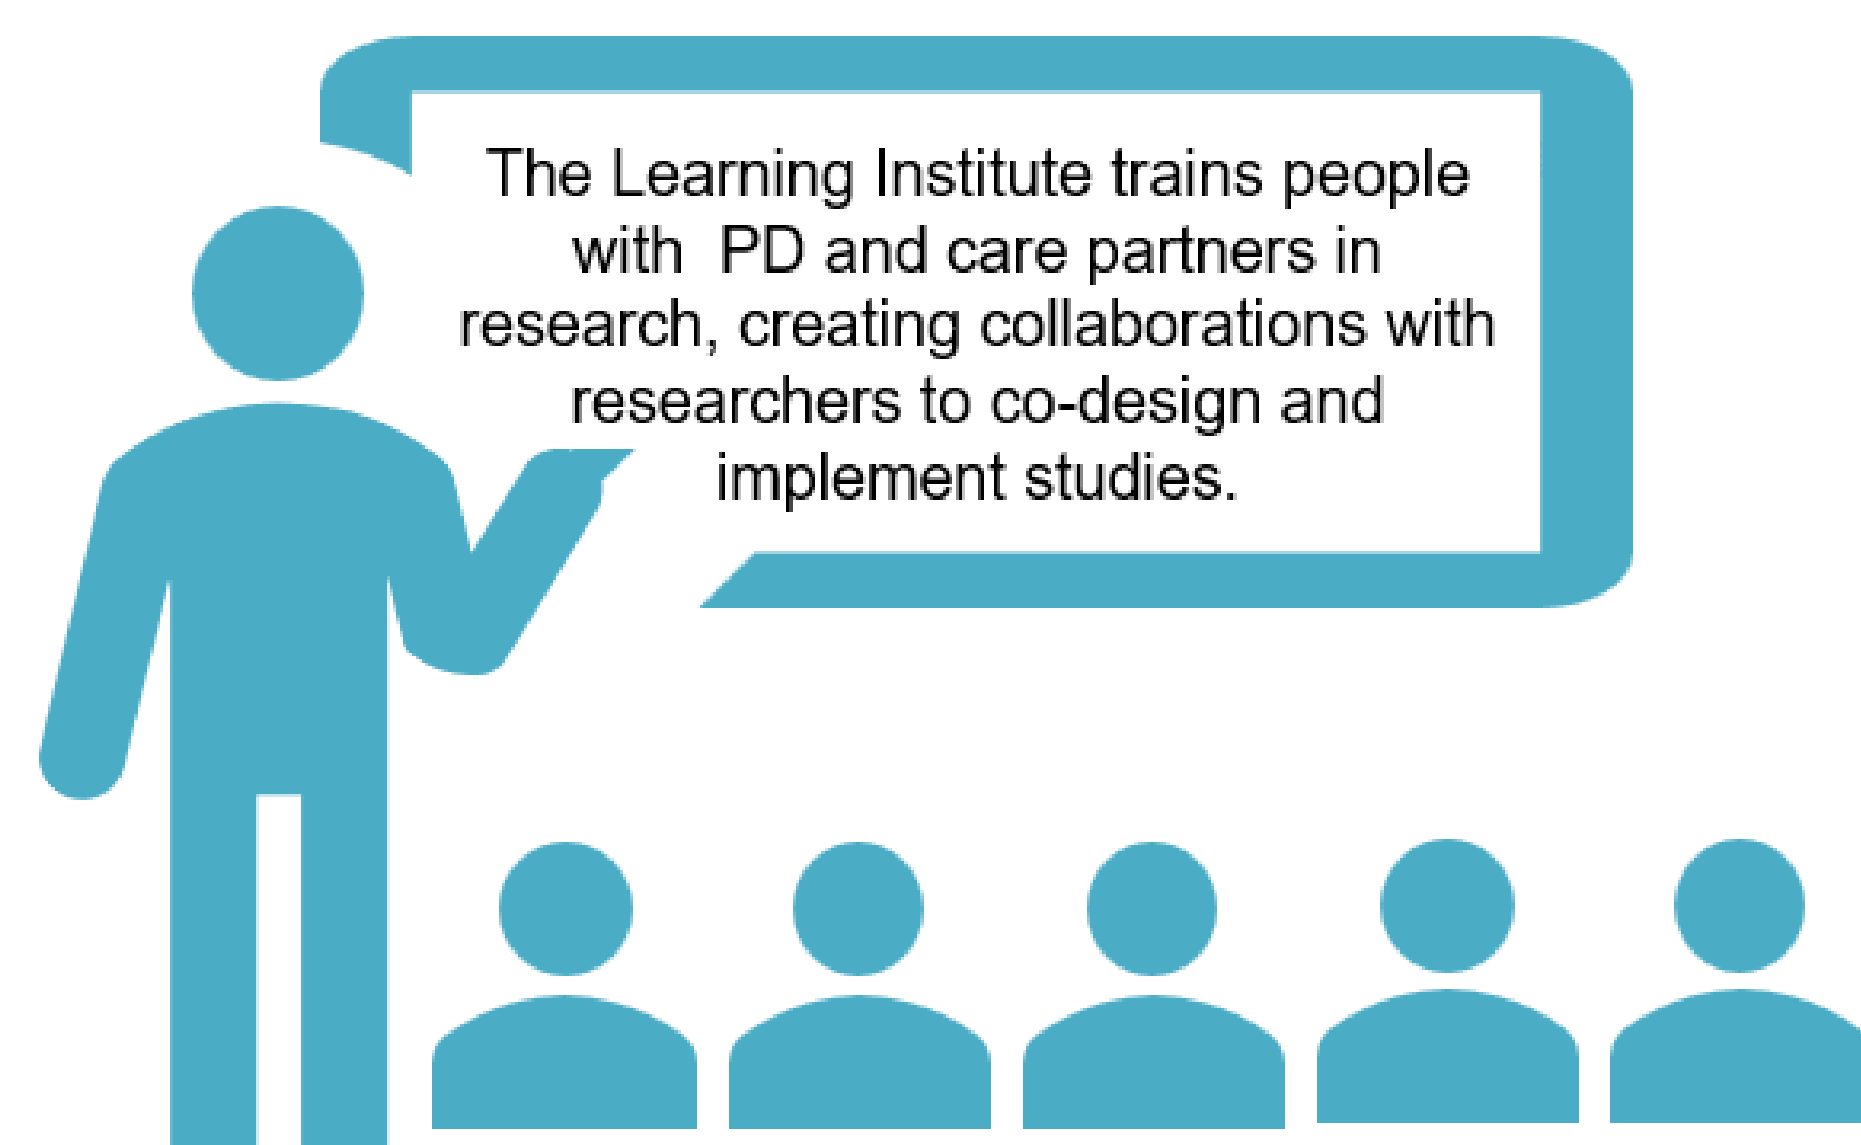 The Learning Institute trains people
with  PD and care partners in
research, creating collaborations with
researchers to co-design and
implement studies.